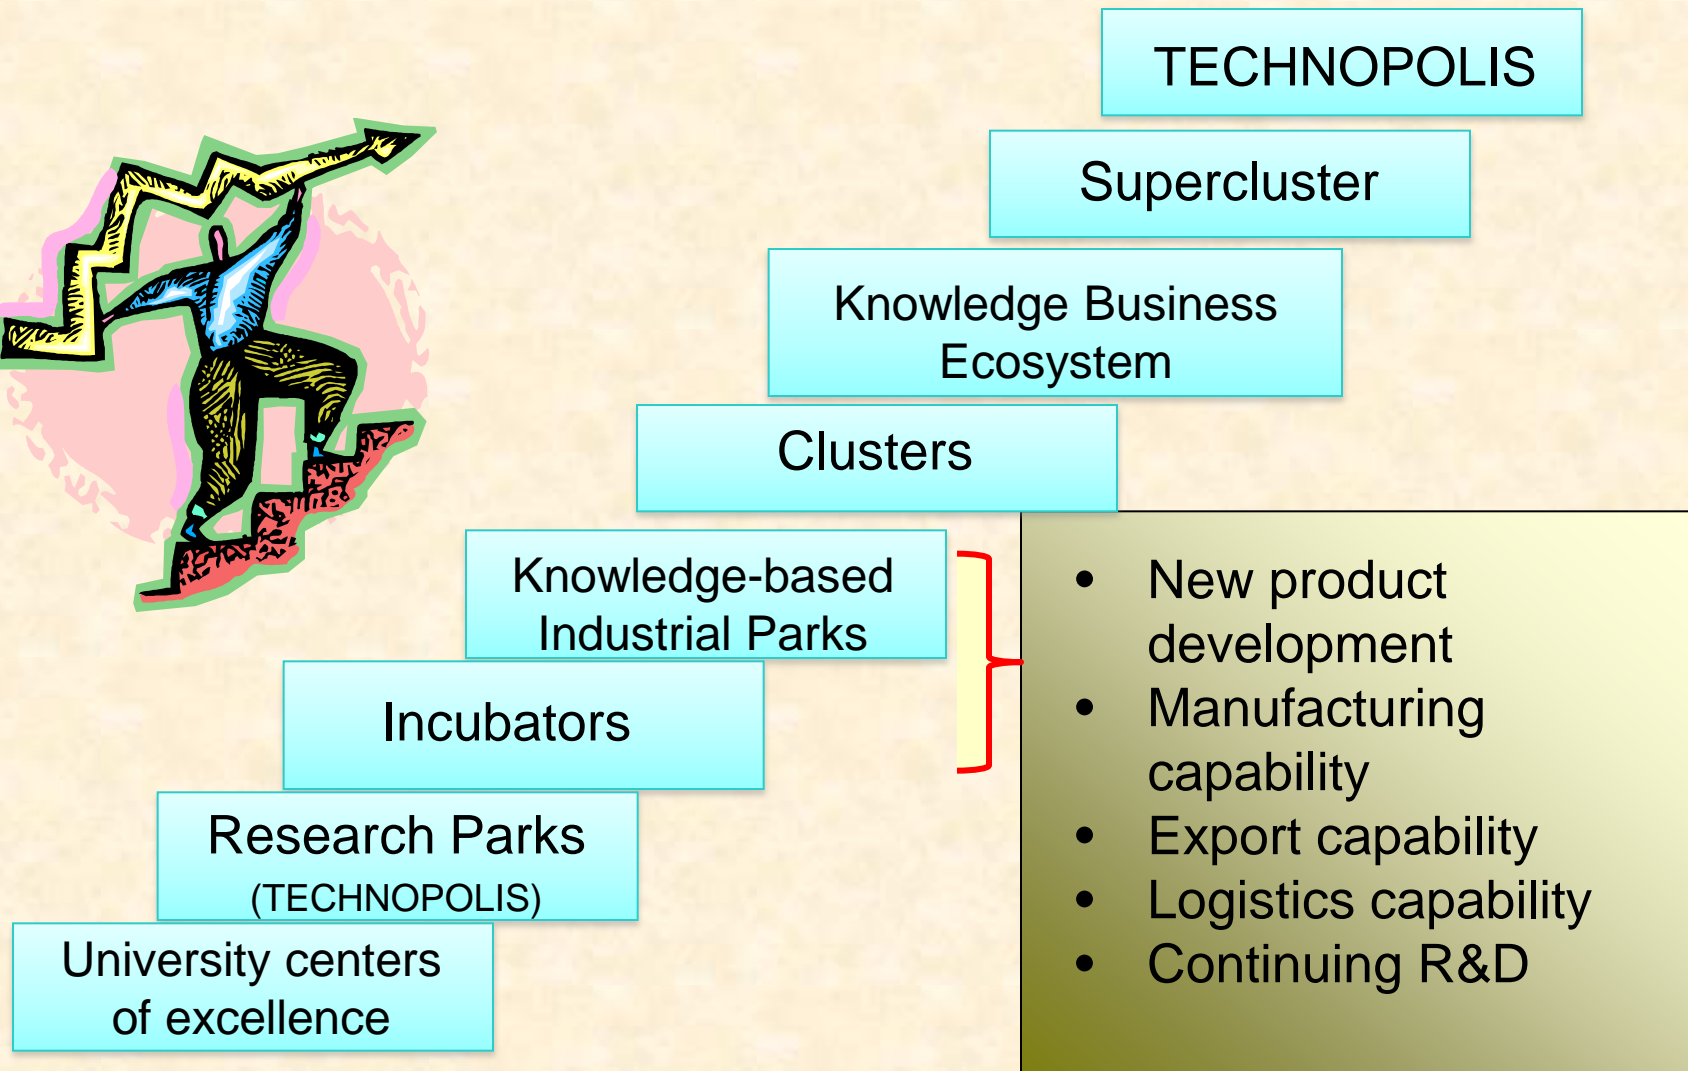 TECHNOPOLIS
Supercluster
Knowledge Business
Ecosystem
Clusters
Knowledge-based
Industrial Parks
Incubators
Research Parks
(TECHNOPOLIS)
University centers
of excellence
• New product
development
• Manufacturing
capability
• Export capability
• Logistics capability
• Continuing R&D